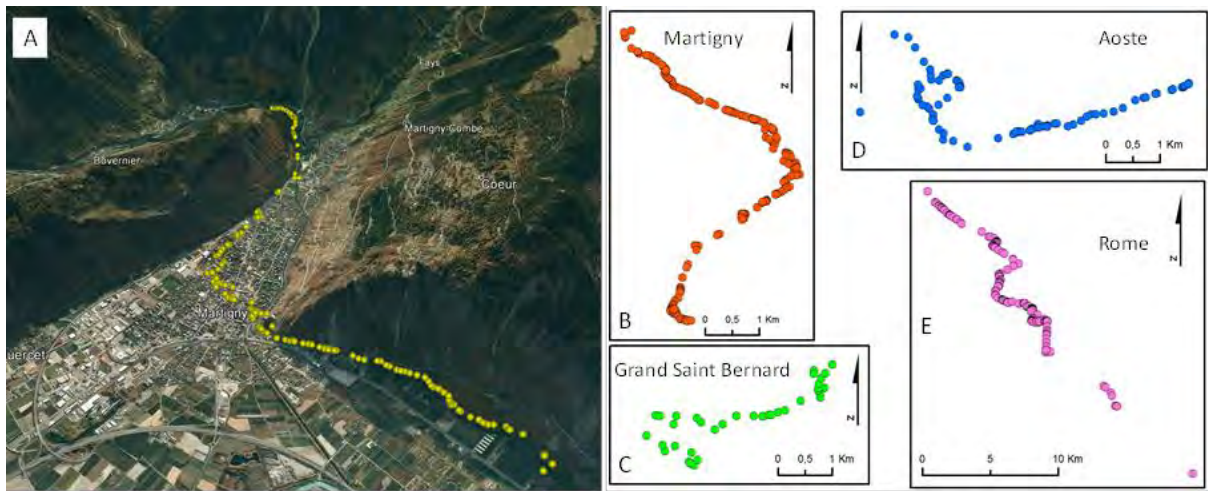 A
Fays
Martigny-Combe
Bovernier
Coeur
Martigny
uercet
Martigny
N
B
0 0,5 1 Km
Grand Saint Bernard
N
C
0 0,5 1 Km
Aoste
N
D
0 0,5 1 Km
Rome
N
E
0 5 10 Km